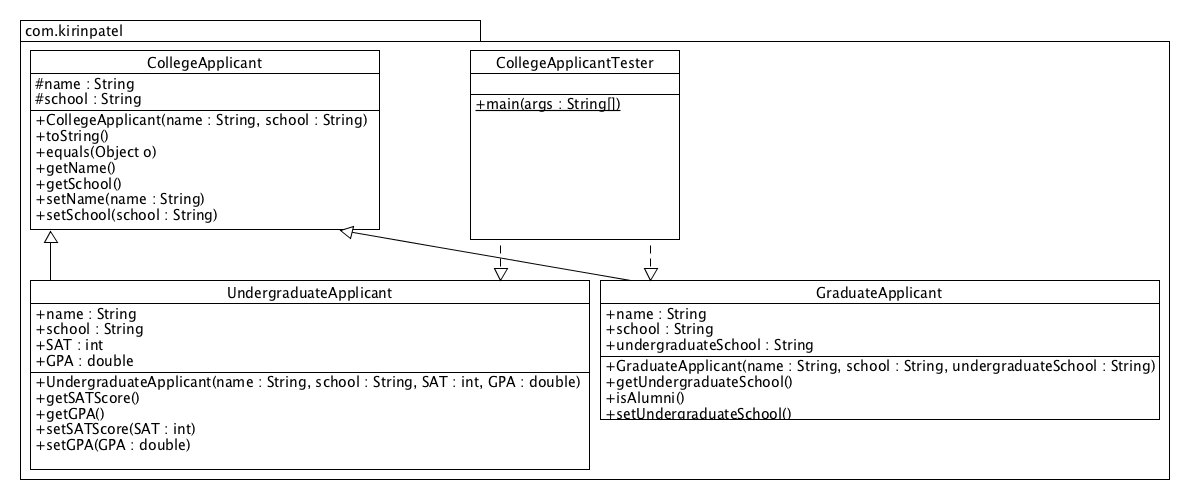 com.kirinpatel
CollegeApplicant
#name : String
#school : String
+CollegeApplicant(name : String, school : String)
+toString()
+equals(Object o)
+getName()
+getSchool()
+setName(name : String)
+setSchool(school : String)
CollegeApplicantTester
+main(args : String[])
UndergraduateApplicant
+name : String
+school : String
+SAT : int
+GPA : double
+UndergraduateApplicant(name : String, school : String, SAT : int, GPA : double)
+getSATScore()
+getGPA()
+setSATScore(SAT : int)
+setGPA(GPA : double)
GraduateApplicant
+name : String
+school : String
+undergraduateSchool : String
+GraduateApplicant(name : String, school : String, undergraduateSchool : String)
+getUndergraduateSchool()
+isAlumni()
+setUndergraduateSchool()